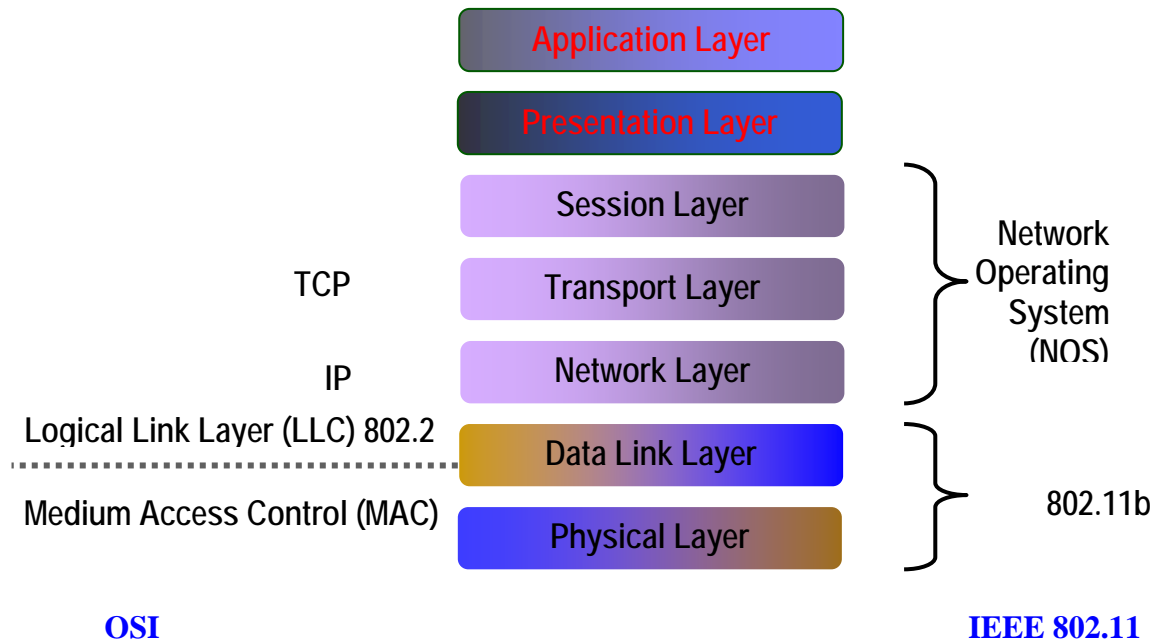 Application Layer
Presentation Layer
Session Layer
Transport Layer
Network Layer
Data Link Layer
Physical Layer
TCP
IP
Logical Link Layer (LLC) 802.2
Medium Access Control (MAC)
Network
Operating
System
(NOS)
802.11b
OSI
IEEE 802.11